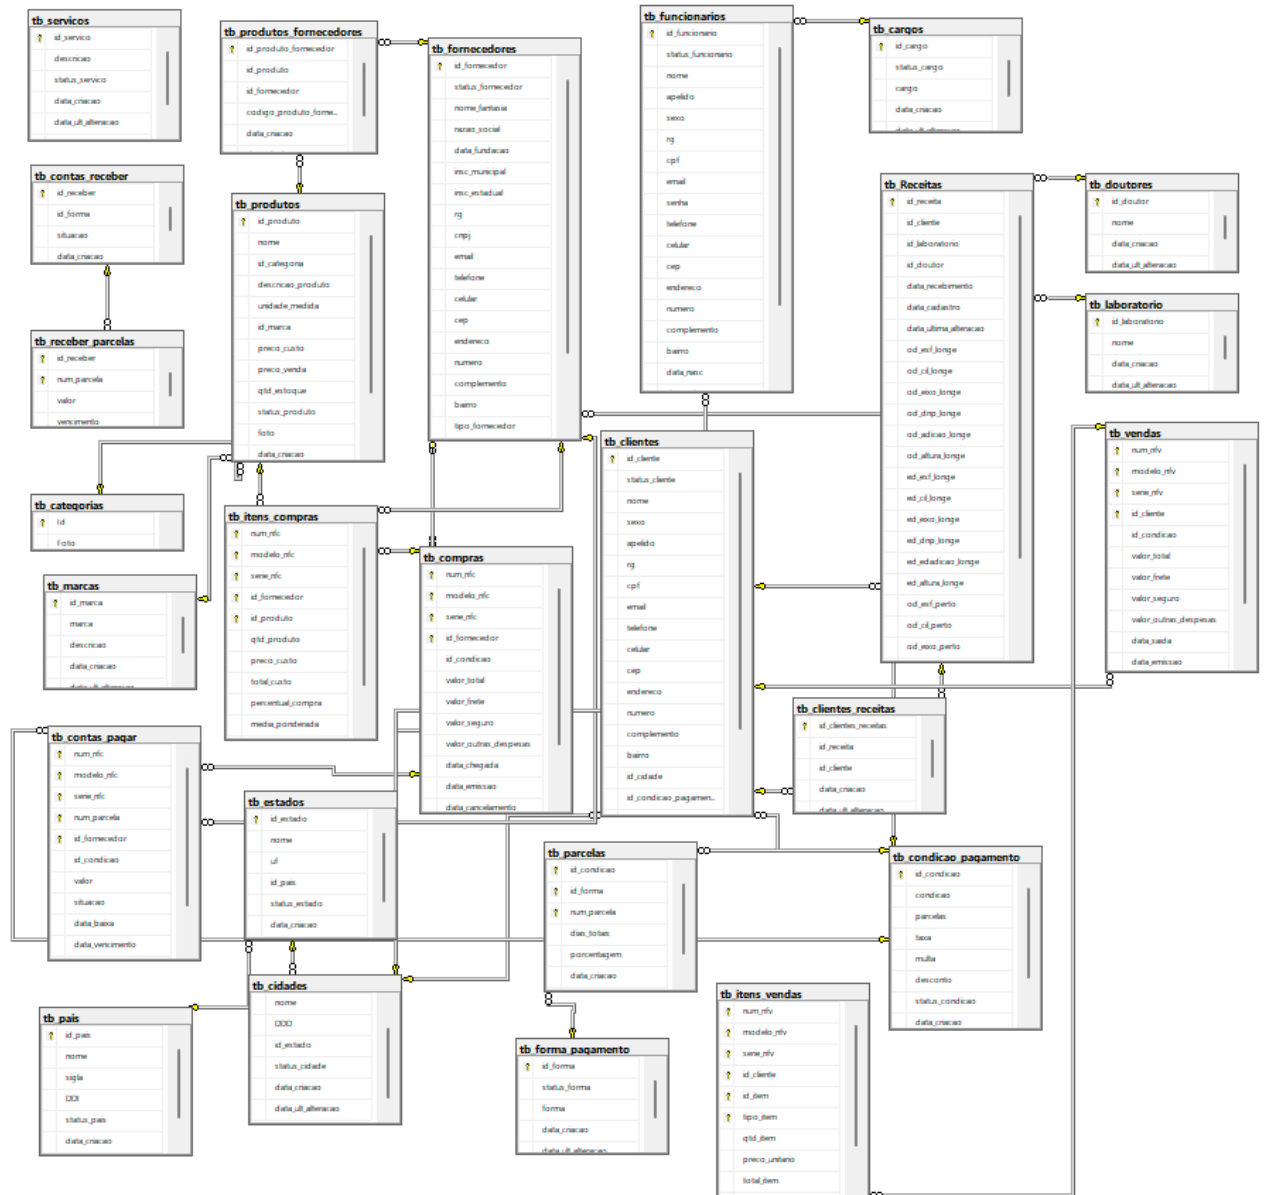 tb_servicos
id_servico
descricao
status_servico
data_criacao
data_ult_alteracao
tb_produtos_fornecedores
id_produto_fornecedor
id_produto
id_fornecedor
codigo_produto_forne...
data_criacao
tb_fornecedores
id_fornecedor
status_fornecedor
nome_fantasia
razao_social
data_fundacao
insc_municipal
insc_estadual
rg
cnpj
email
telefone
celular
cep
endereco
numero
complemento
bairro
tipo_fornecedor
tb_funcionarios
id_funcionario
status_funcionario
nome
apelido
sexo
rg
cpf
email
senha
telefone
celular
cep
endereco
numero
complemento
bairro
data_nasc
tb_cargos
id_cargo
status_cargo
cargo
data_criacao
data_ult_alteracao
tb_contas_receber
id_receber
id_forma
situacao
data_criacao
tb_produtos
id_produto
nome
id_categoria
descricao_produto
unidade_medida
id_marca
preco_custo
preco_venda
qtd_estoque
status_produto
foto
data_criacao
tb_Receitas
id_receita
id_cliente
id_laboratorio
id_doutor
data_recebimento
data_cadastro
data_ultima_alteracao
od_esf_longe
od_cil_longe
od_eixo_longe
od_dnp_longe
od_adicao_longe
od_altura_longe
ed_esf_longe
ed_cil_longe
ed_eixo_longe
ed_dnp_longe
ed_edadicao_longe
ed_altura_longe
od_esf_perto
od_cil_perto
od_eixo_perto
tb_doutores
id_doutor
nome
data_criacao
data_ult_alteracao
tb_laboratorio
id_laboratorio
nome
data_criacao
data_ult_alteracao
tb_receber_parcelas
id_receber
num_parcela
valor
vencimento
tb_categorias
Id
Foto
tb_marcas
id_marca
marca
descricao
data_criacao
data_ult_alteracao
tb_itens_compras
num_nfc
modelo_nfc
serie_nfc
id_fornecedor
id_produto
qtd_produto
preco_custo
total_custo
percentual_compra
media_ponderada
tb_compras
num_nfc
modelo_nfc
serie_nfc
id_fornecedor
id_condicao
valor_total
valor_frete
valor_seguro
valor_outras_despesas
data_chegada
data_emissao
data_cancelamento
tb_clientes
id_cliente
status_cliente
nome
sexo
apelido
rg
cpf
email
telefone
celular
cep
endereco
numero
complemento
bairro
id_cidade
id_condicao_pagamen...
tb_vendas
num_nfv
modelo_nfv
serie_nfv
id_cliente
id_condicao
valor_total
valor_frete
valor_seguro
valor_outras_despesas
data_saida
data_emissao
tb_clientes_receitas
id_clientes_receitas
id_receita
id_cliente
data_criacao
data_ult_alteracao
tb_contas_pagar
num_nfc
modelo_nfc
serie_nfc
num_parcela
id_fornecedor
id_condicao
valor
situacao
data_baixa
data_vencimento
tb_estados
id_estado
nome
uf
id_pais
status_estado
data_criacao
tb_parcelas
id_condicao
id_forma
num_parcela
dias_totais
porcentagem
data_criacao
tb_condicao_pagamento
id_condicao
condicao
parcelas
taxa
multa
desconto
status_condicao
data_criacao
tb_cidades
nome
DDD
id_estado
status_cidade
data_criacao
data_ult_alteracao
tb_pais
id_pais
nome
sigla
DDI
status_pais
data_criacao
tb_forma_pagamento
id_forma
status_forma
forma
data_criacao
data_ult_alteracao
tb_itens_vendas
num_nfv
modelo_nfv
serie_nfv
id_cliente
id_item
tipo_item
qtd_item
preco_unitario
total_item